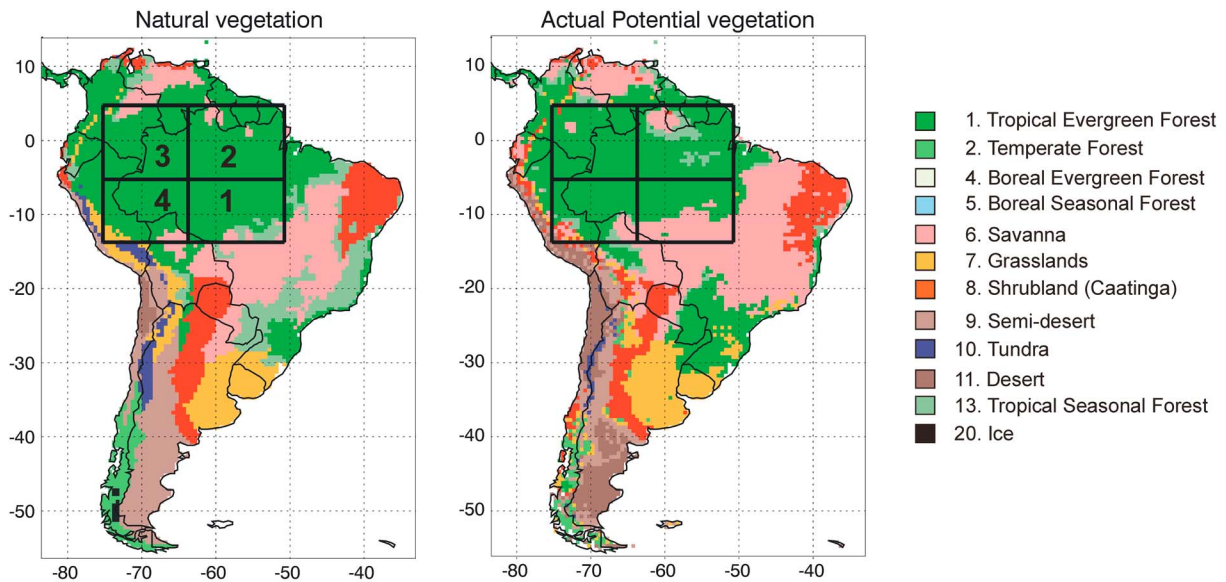 Natural vegetation
Actual Potential vegetation
10
0
-10
-20
-30
-40
-50
-80 -70 -60 -50 -40
3 2
4 1
10
0
-10
-20
-30
-40
-50
-80 -70 -60 -50 -40
1. Tropical Evergreen Forest
2. Temperate Forest
4. Boreal Evergreen Forest
5. Boreal Seasonal Forest
6. Savanna
7. Grasslands
8. Shrubland (Caatinga)
9. Semi-desert
10. Tundra
11. Desert
13. Tropical Seasonal Forest
20. Ice